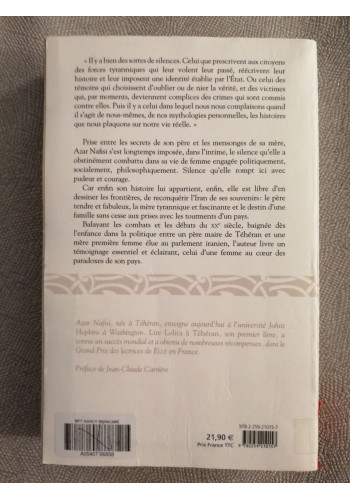 « Il y a bien des sortes de silences. Celui que prescrivent aux citoyens
des forces tyranniques qui leur volent leur passé, réécrivent leur
histoire et leur imposent une identité établie par l'État. Ou celui des
témoins qui choisissent d'oublier ou de nier la vérité, et des victimes
qui, par moments, deviennent complices des crimes qui sont commis
contre elles. Puis il y a celui dans lequel nous nous complaisons quand
il s'agit de nous-mêmes, de nos mythologies personnelles, les histoires
que nous plaquons sur notre vie réelle. »
Prise entre les secrets de son père et les mensonges de sa mère,
Azar Nafisi s'est longtemps imposée, dans l'intime, le silence qu'elle a
obstinément combattu dans sa vie de femme engagée politiquement,
socialement, philosophiquement. Silence qu'elle rompt ici avec
pudeur et courage.
Car enfin son histoire lui appartient, enfin, elle est libre d'en
dessiner les frontières, de reconquérir l'Iran de ses souvenirs : le père
tendre et fabuleux, la mère tyrannique et fascinante et le destin d'une
famille sans cesse aux prises avec les tourments d'un pays.
Balayant les combats et les débats du XXe siècle, baignée dès
l'enfance dans la politique entre un père maire de Téhéran et une
mère première femme élue au parlement iranien, l'auteur livre un
témoignage essentiel et éclairant, celui d'une femme au cœur des
paradoxes de son pays.
Azar Nafisi, née à Téhéran, enseigne aujourd'hui à l'université Johns
Hopkins à Washington. Lire Lolita à Téhéran, son premier livre, a
connu un succès mondial et a obtenu de nombreuses récompenses, dont le
Grand Prix des lectrices de ELLE en France.
Préface de Jean-Claude Carrière
21,90 €
Prix France TTC